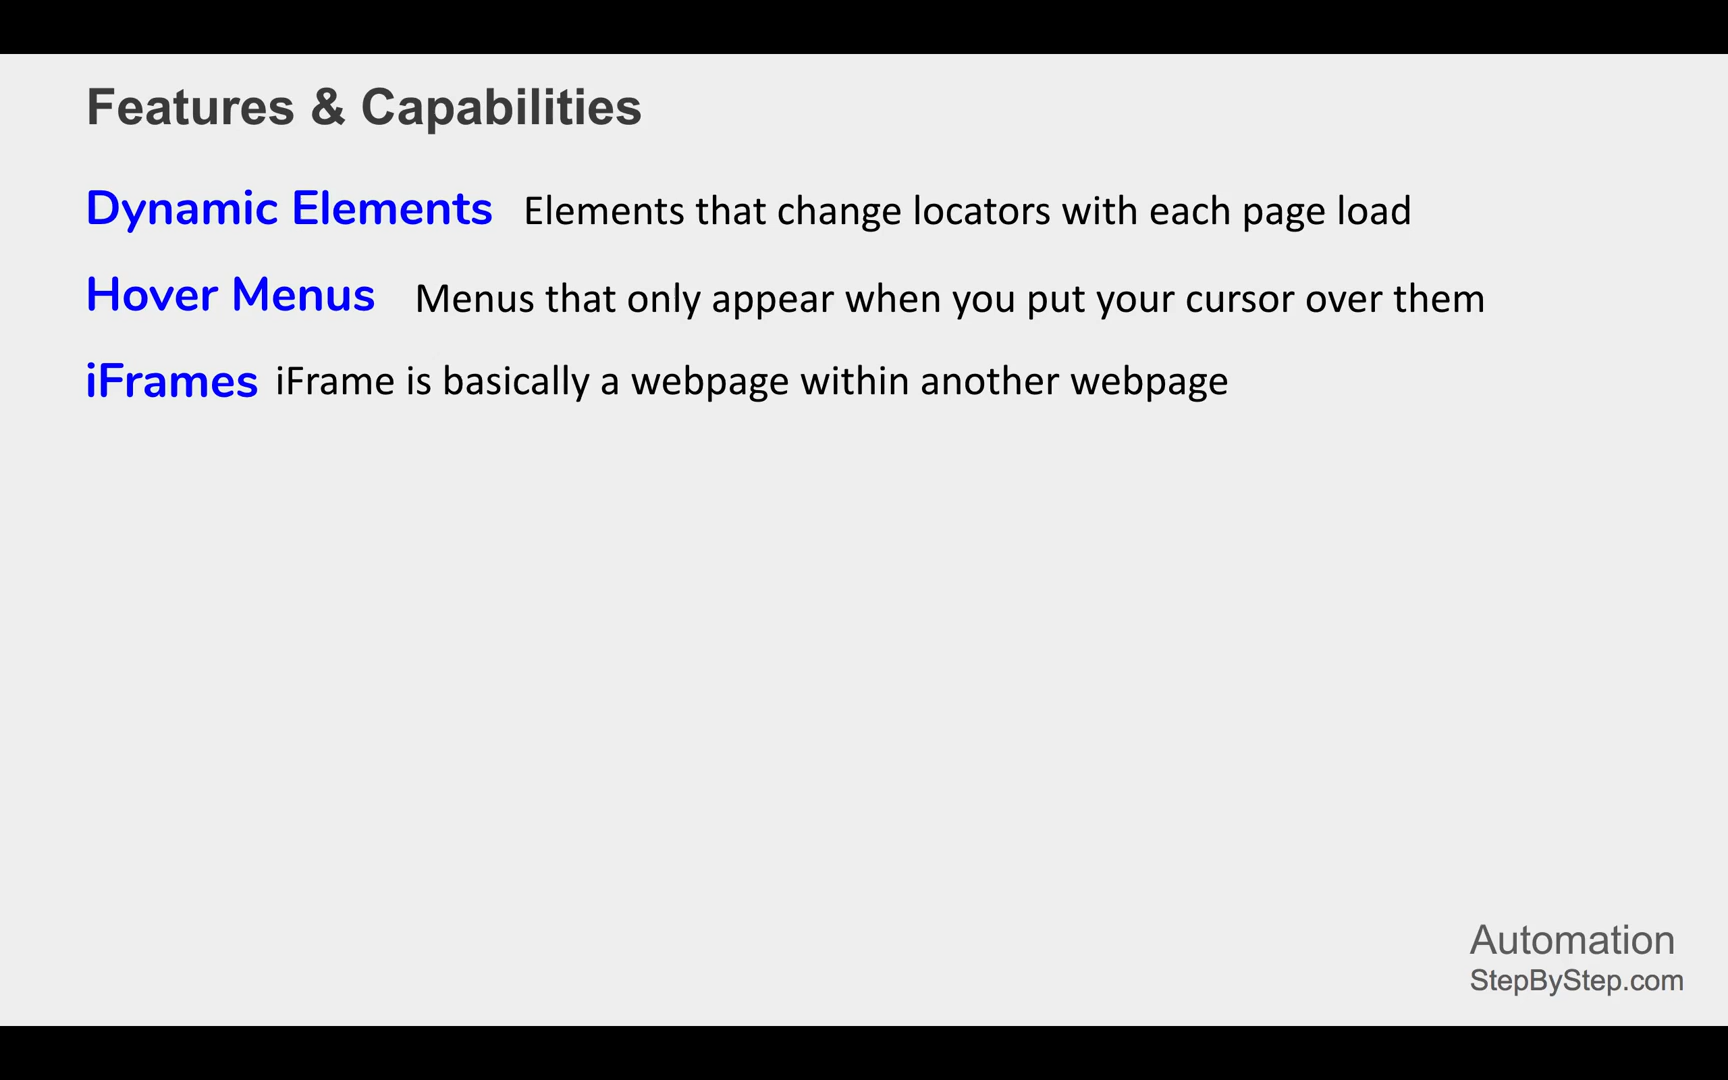 Features & Capabilities
Dynamic Elements Elements that change locators with each page load
Hover Menus Menus that only appear when you put your cursor over them
iFrames iFrame is basically a webpage within another webpage
Automation
StepByStep.com